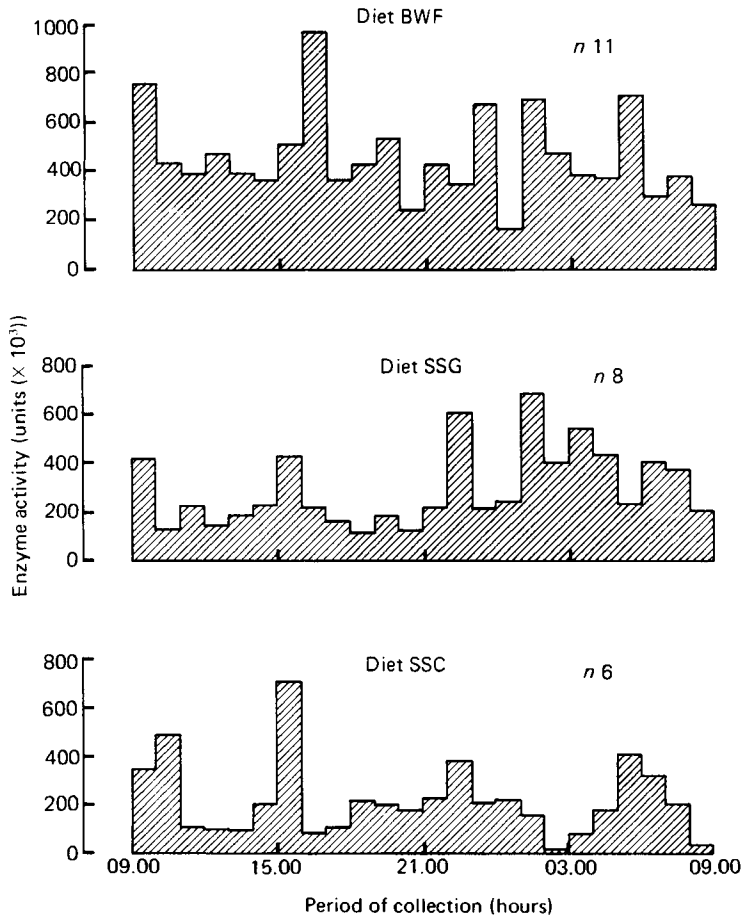 Diet BWF
n 11
1000
800
600
400
200
0
Diet SSG
n 8
800
600
400
200
0
Enzyme activity (units (× 10³))
Diet SSC
n 6
800
600
400
200
0
09.00 15.00 21.00 03.00 09.00
Period of collection (hours)